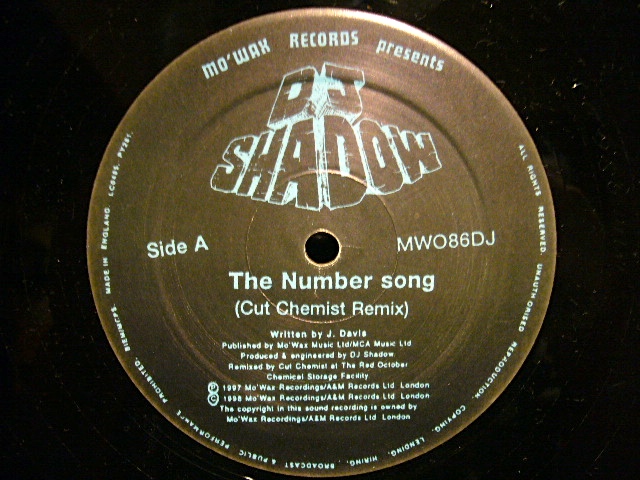 Mo'Wax RECORDS presents
DJ
SHADOW
Side A
MW086DJ
The Number song
(Cut Chemist Remix)
Written by J. Davis
Published by Mo'Wax Music Ltd/MCA Music Ltd
Produced & engineered by DJ Shadow
Remixed by Cut Chemist at The Red October
Chemical Storage Facility
Ⓟ 1997 Mo'Wax Recordings/A&M Records Ltd London
© 1998 Mo'Wax Recordings/A&M Records Ltd London
The copyright in this sound recording is owned by
Mo'Wax Recordings/A&M Records Ltd London
ALL RIGHTS RESERVED. UNAUTHORISED REPRODUCTION, COPYING, LENDING, HIRING, BROADCAST & PUBLIC PERFORMANCE PROHIBITED. MADE IN ENGLAND. LC0485. PY261.